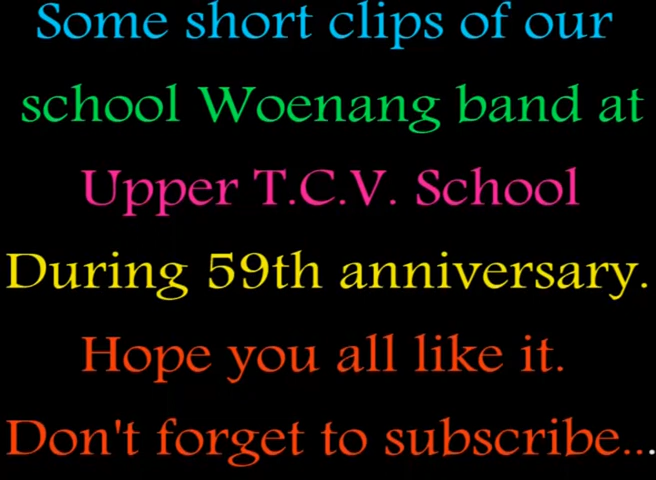 Some short clips of our
school Woenang band at
Upper T.C.V. School
During 59th anniversary.
Hope you all like it.
Don't forget to subscribe...